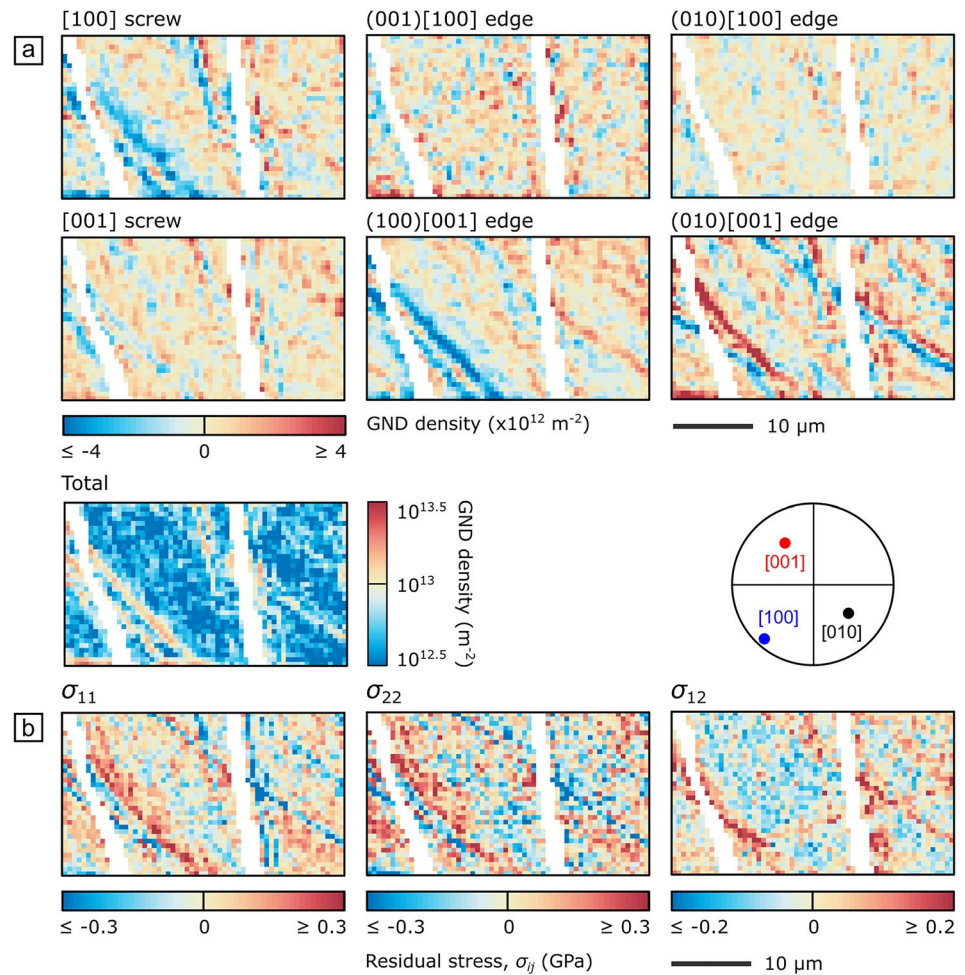 [100] screw (001)[100] edge (010)[100] edge
a
[001] screw (100)[001] edge (010)[001] edge
≤ -4 0 ≥ 4
GND density (x10¹² m⁻²)
10 µm
Total
10¹³·⁵
10¹³
10¹²·⁵
GND density (m⁻²)
[001]
[100]
[010]
σ₁₁ σ₂₂ σ₁₂
b
≤ -0.3 0 ≥ 0.3 ≤ -0.3 0 ≥ 0.3 ≤ -0.2 0 ≥ 0.2
Residual stress, σᵢⱼ (GPa) 10 µm